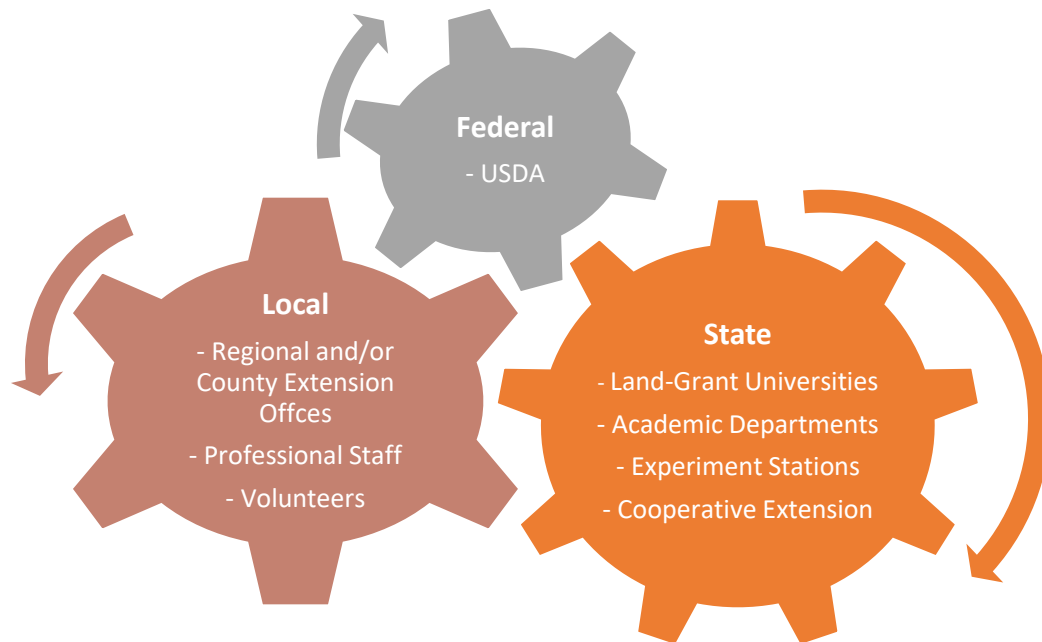 Federal
- USDA
Local
- Regional and/or
County Extension
Offces
- Professional Staff
- Volunteers
State
- Land-Grant Universities
- Academic Departments
- Experiment Stations
- Cooperative Extension